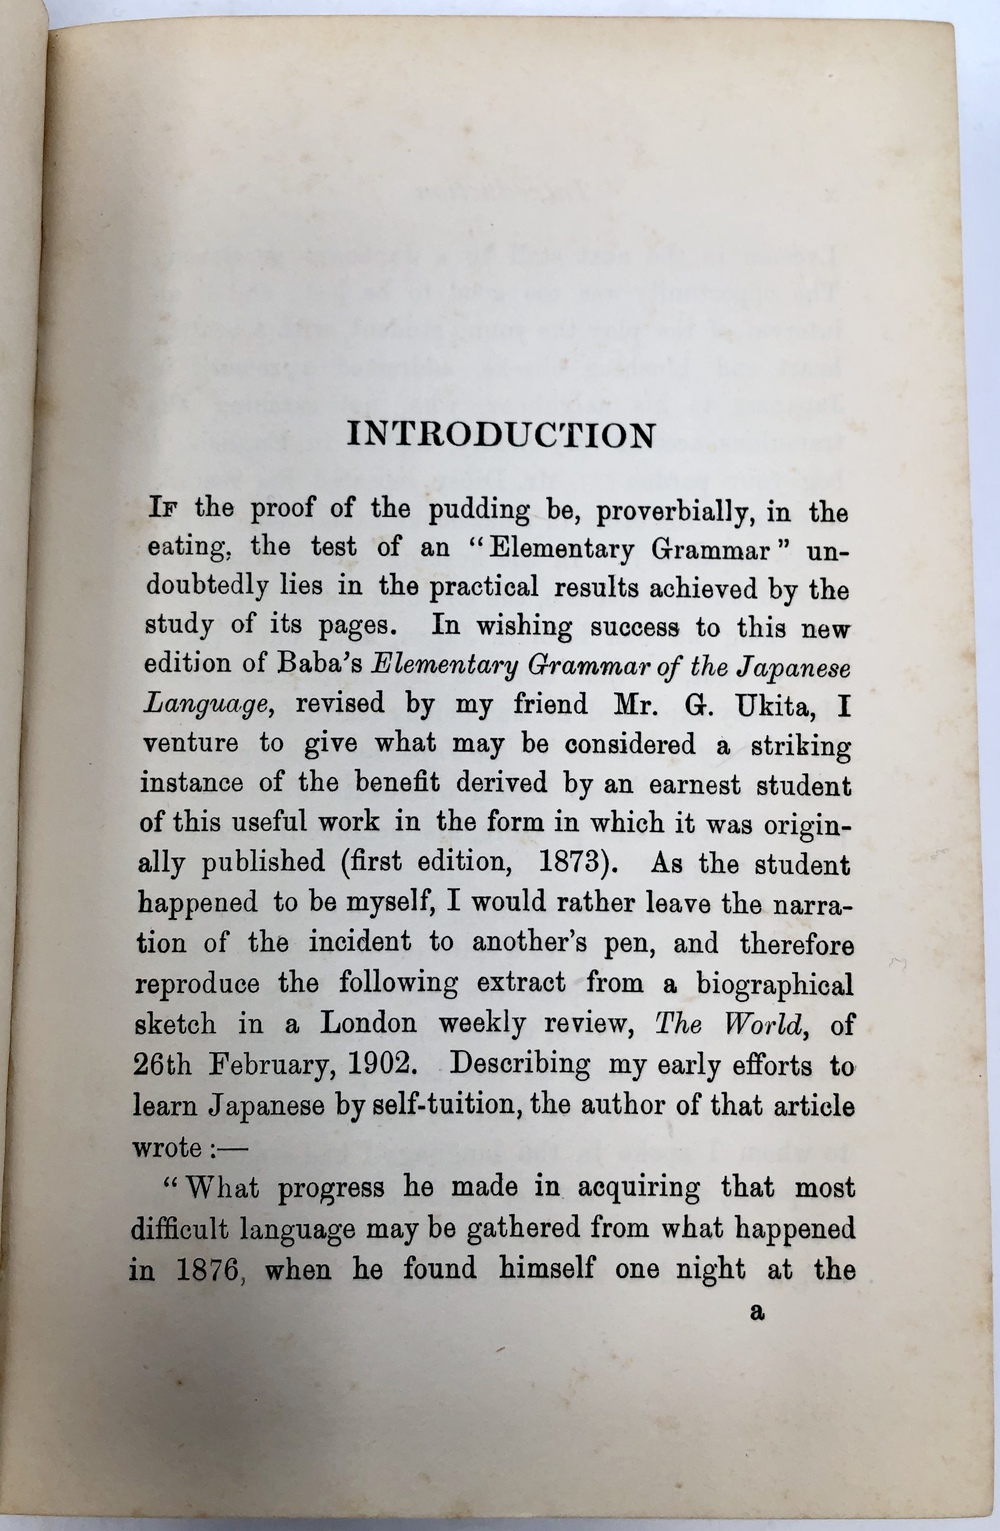 INTRODUCTION
IF the proof of the pudding be, proverbially, in the
eating, the test of an “Elementary Grammar” un-
doubtedly lies in the practical results achieved by the
study of its pages. In wishing success to this new
edition of Baba’s Elementary Grammar of the Japanese
Language, revised by my friend Mr. G. Ukita, I
venture to give what may be considered a striking
instance of the benefit derived by an earnest student
of this useful work in the form in which it was origin-
ally published (first edition, 1873). As the student
happened to be myself, I would rather leave the narra-
tion of the incident to another’s pen, and therefore
reproduce the following extract from a biographical
sketch in a London weekly review, The World, of
26th February, 1902. Describing my early efforts to
learn Japanese by self-tuition, the author of that article
wrote :—
“What progress he made in acquiring that most
difficult language may be gathered from what happened
in 1876, when he found himself one night at the
a